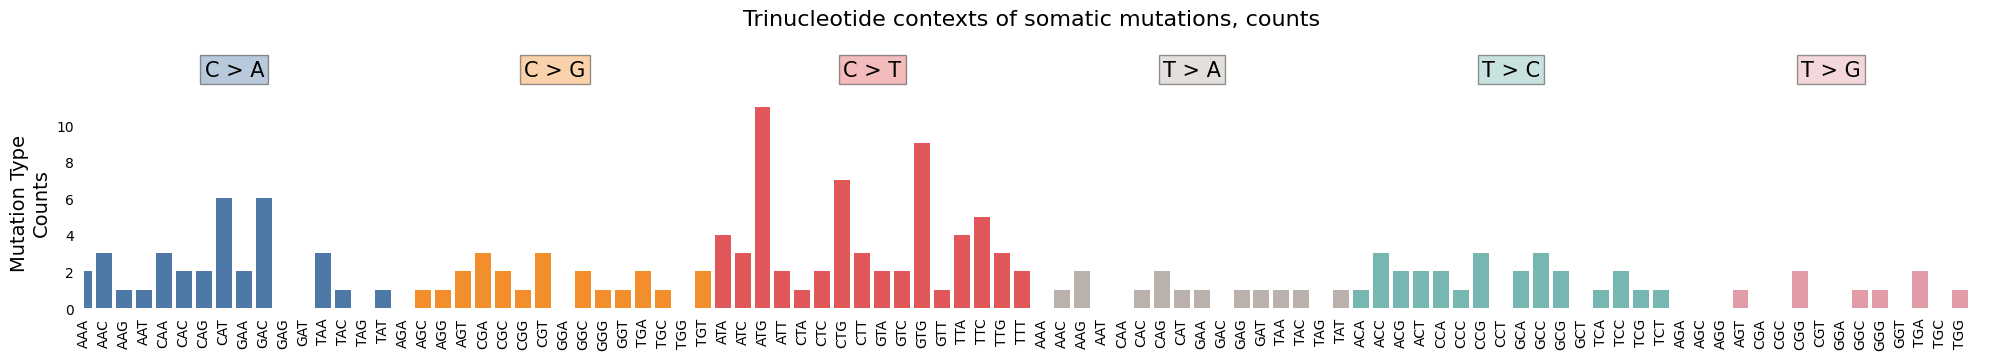 Trinucleotide contexts of somatic mutations, counts
C > A C > G C > T T > A T > C T > G
Mutation Type
Counts
10
8
6
4
2
0
AAA AAC AAG AAT CAA CAC CAG CAT GAA GAC GAG GAT TAA TAC TAG TAT AGA AGC AGG AGT CGA CGC CGG CGT GGA GGC GGG GGT TGA TGC TGG TGT ATA ATC ATG ATT CTA CTC CTG CTT GTA GTC GTG GTT TTA TTC TTG TTT AAA AAC AAG AAT CAA CAC CAG CAT GAA GAC GAG GAT TAA TAC TAG TAT ACA ACC ACG ACT CCA CCC CCG CCT GCA GCC GCG GCT TCA TCC TCG TCT AGA AGC AGG AGT CGA CGC CGG CGT GGA GGC GGG GGT TGA TGC TGG